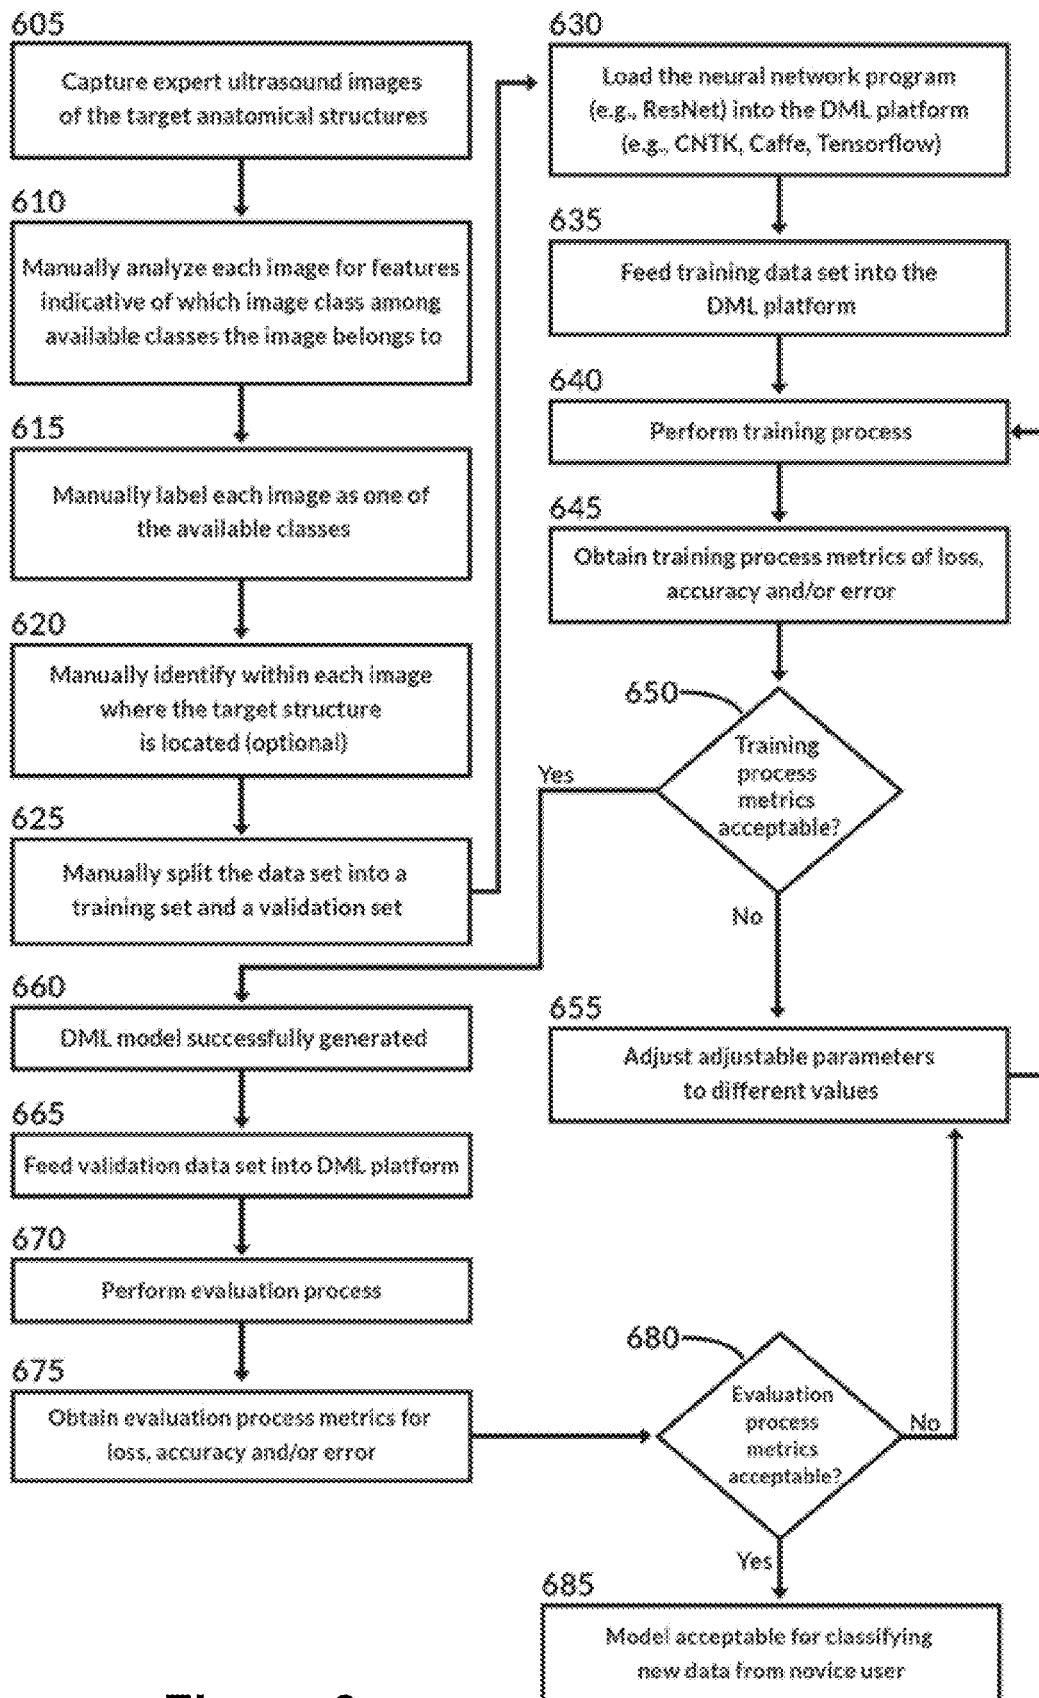 605
Capture expert ultrasound images
of the target anatomical structures
610
Manually analyze each image for features
indicative of which image class among
available classes the image belongs to
615
Manually label each image as one of
the available classes
620
Manually identify within each image
where the target structure
is located (optional)
625
Manually split the data set into a
training set and a validation set
630
Load the neural network program
(e.g., ResNet) into the DML platform
(e.g., CNTK, Caffe, Tensorflow)
635
Feed training data set into the
DML platform
640
Perform training process
645
Obtain training process metrics of loss,
accuracy and/or error
650
Training
process
metrics
acceptable?
Yes
No
655
Adjust adjustable parameters
to different values
660
DML model successfully generated
665
Feed validation data set into DML platform
670
Perform evaluation process
675
Obtain evaluation process metrics for
loss, accuracy and/or error
680
Evaluation
process
metrics
acceptable?
No
Yes
685
Model acceptable for classifying
new data from novice user